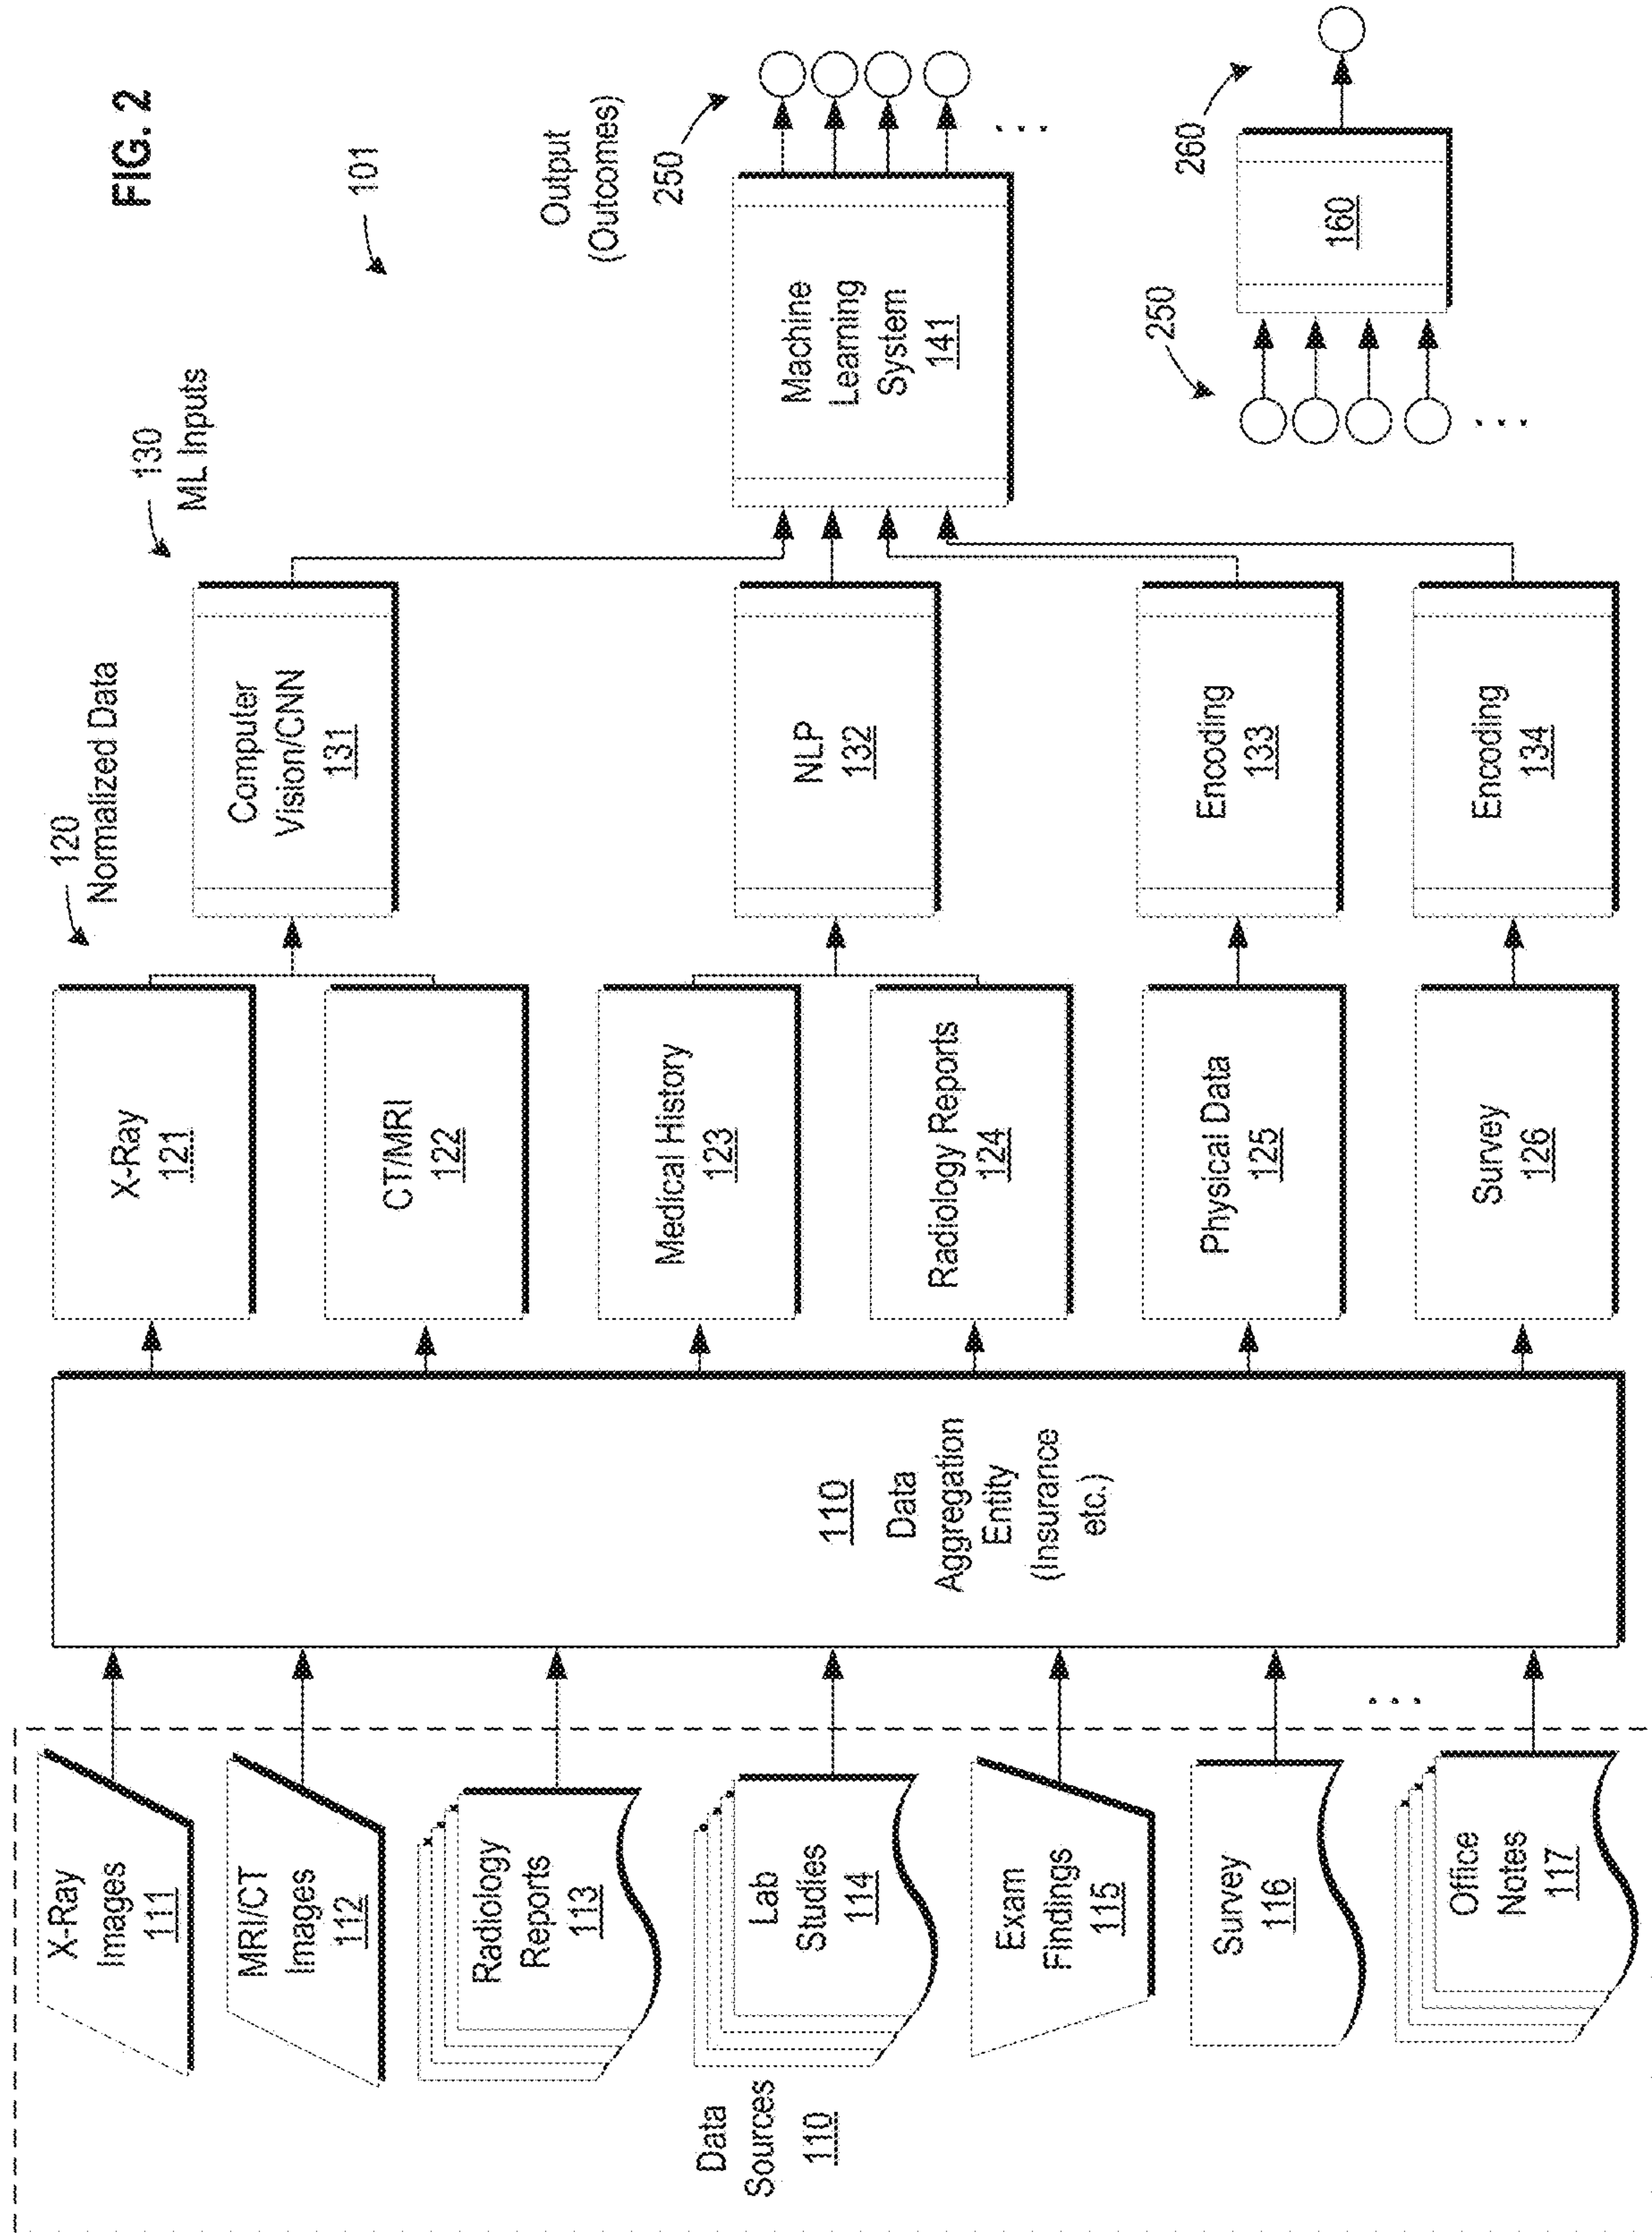 FIG. 2
101
Data
Sources
110
X-Ray
Images
111
MRI/CT
Images
112
Radiology
Reports
113
Lab
Studies
114
Exam
Findings
115
Survey
116
. . .
Office
Notes
117
110
Data
Aggregation
Entity
(Insurance
etc.)
120
Normalized Data
X-Ray
121
CT/MRI
122
Medical History
123
Radiology Reports
124
Physical Data
125
Survey
126
130
ML Inputs
Computer
Vision/CNN
131
NLP
132
Encoding
133
Encoding
134
Machine
Learning
System
141
Output
(Outcomes)
250
. . .
250
. . .
160
260